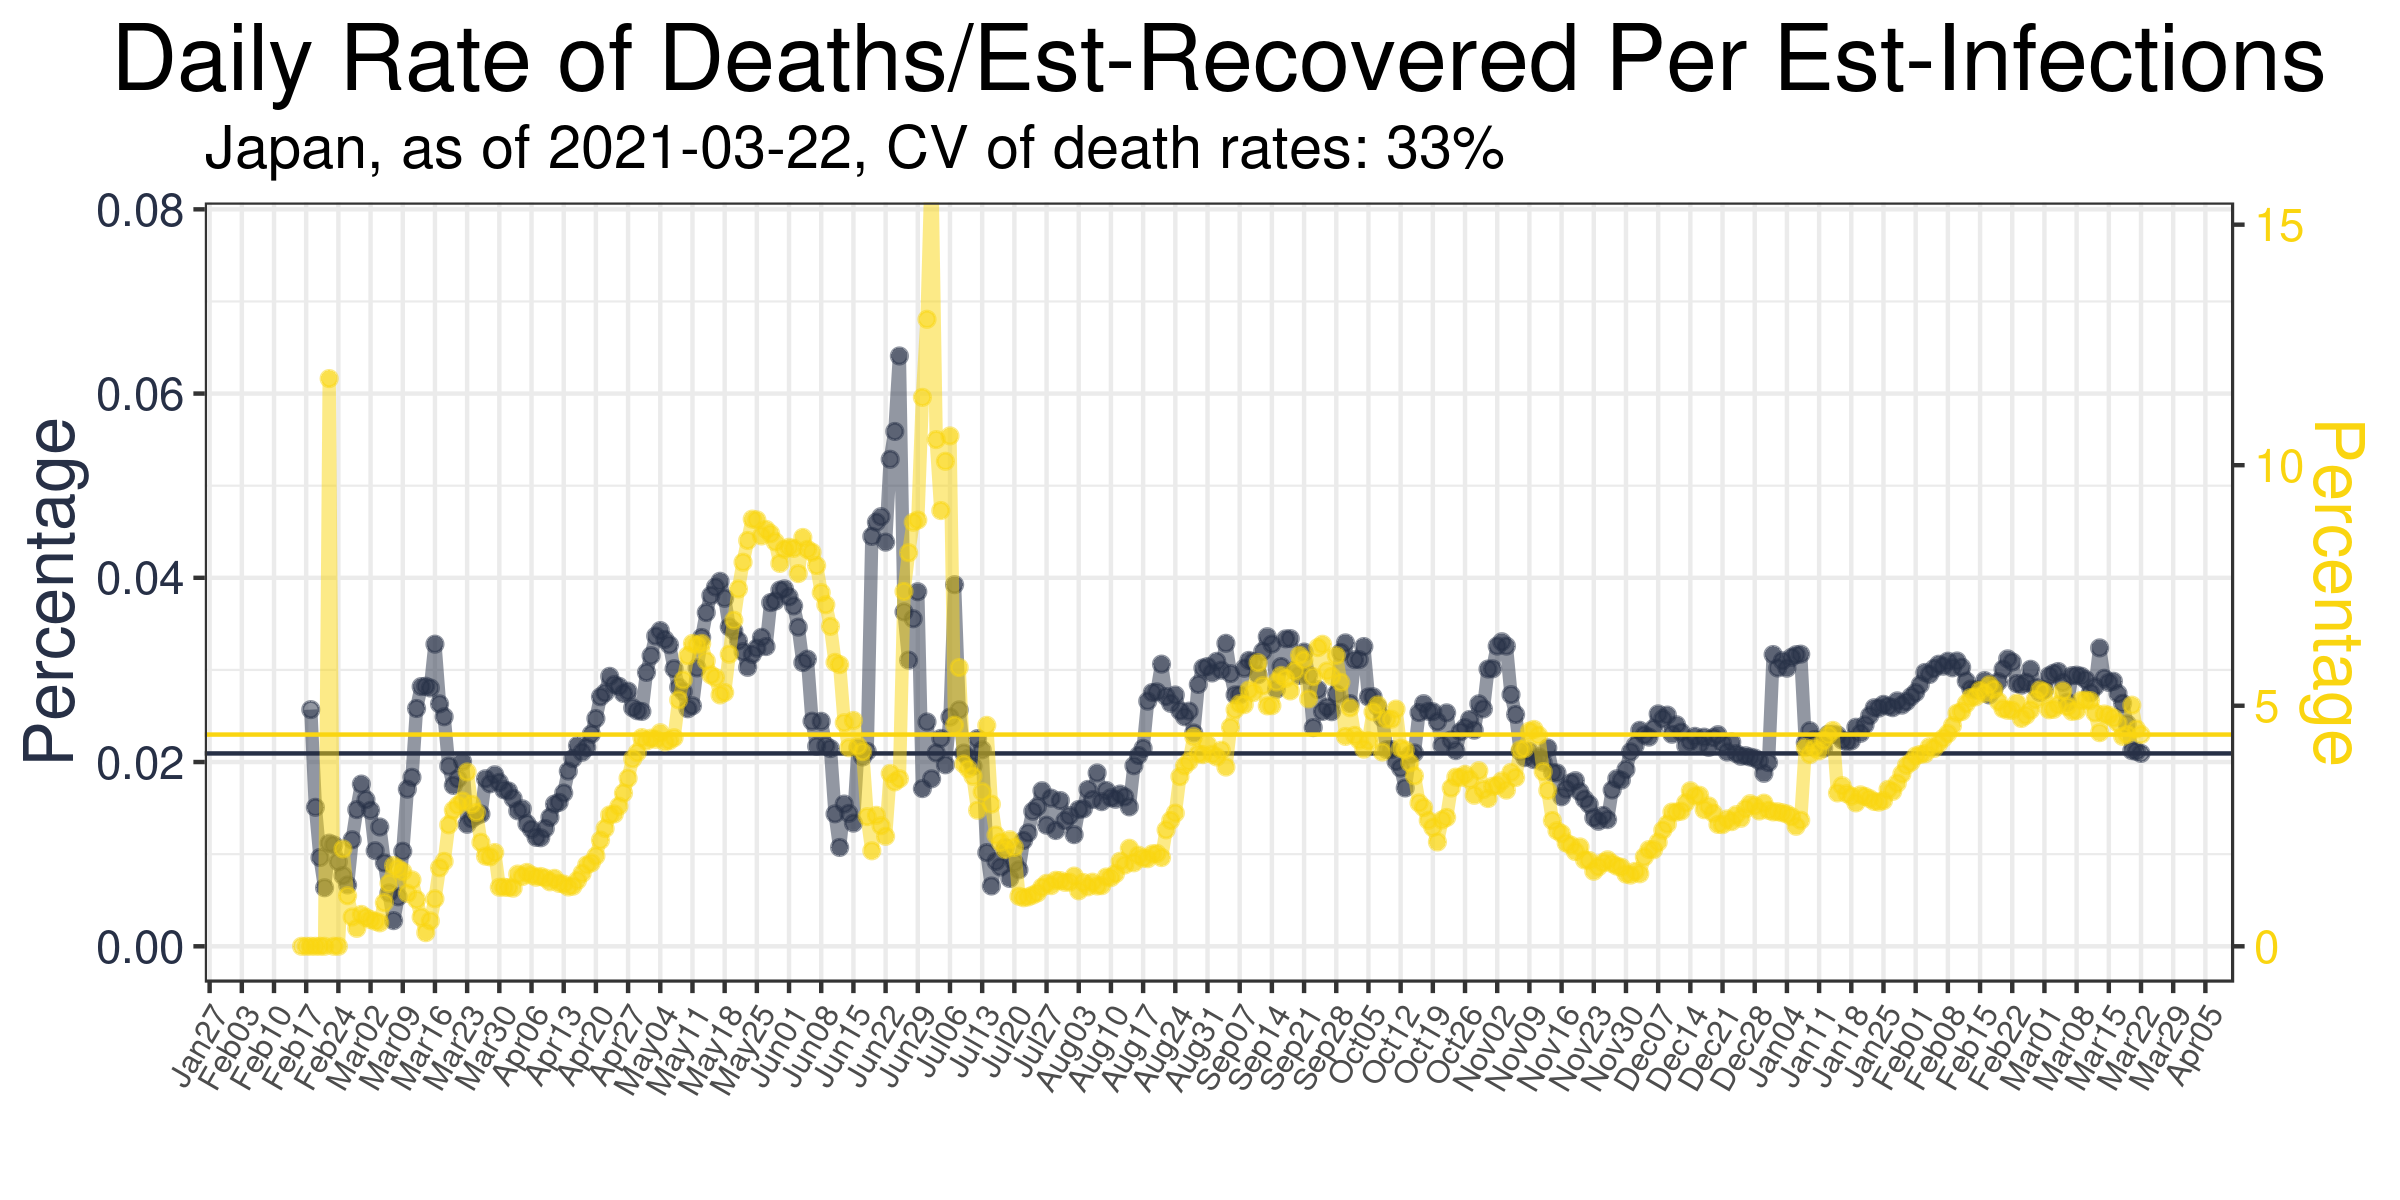 Daily Rate of Deaths/Est-Recovered Per Est-Infections
Japan, as of 2021-03-22, CV of death rates: 33%
Percentage
0.08
0.06
0.04
0.02
0.00
15
10
5
0
Percentage
Jan27
Feb03
Feb10
Feb17
Feb24
Mar02
Mar09
Mar16
Mar23
Mar30
Apr06
Apr13
Apr20
Apr27
May04
May11
May18
May25
Jun01
Jun08
Jun15
Jun22
Jun29
Jul06
Jul13
Jul20
Jul27
Aug03
Aug10
Aug17
Aug24
Aug31
Sep07
Sep14
Sep21
Sep28
Oct05
Oct12
Oct19
Oct26
Nov02
Nov09
Nov16
Nov23
Nov30
Dec07
Dec14
Dec21
Dec28
Jan04
Jan11
Jan18
Jan25
Feb01
Feb08
Feb15
Feb22
Mar01
Mar08
Mar15
Mar22
Mar29
Apr05